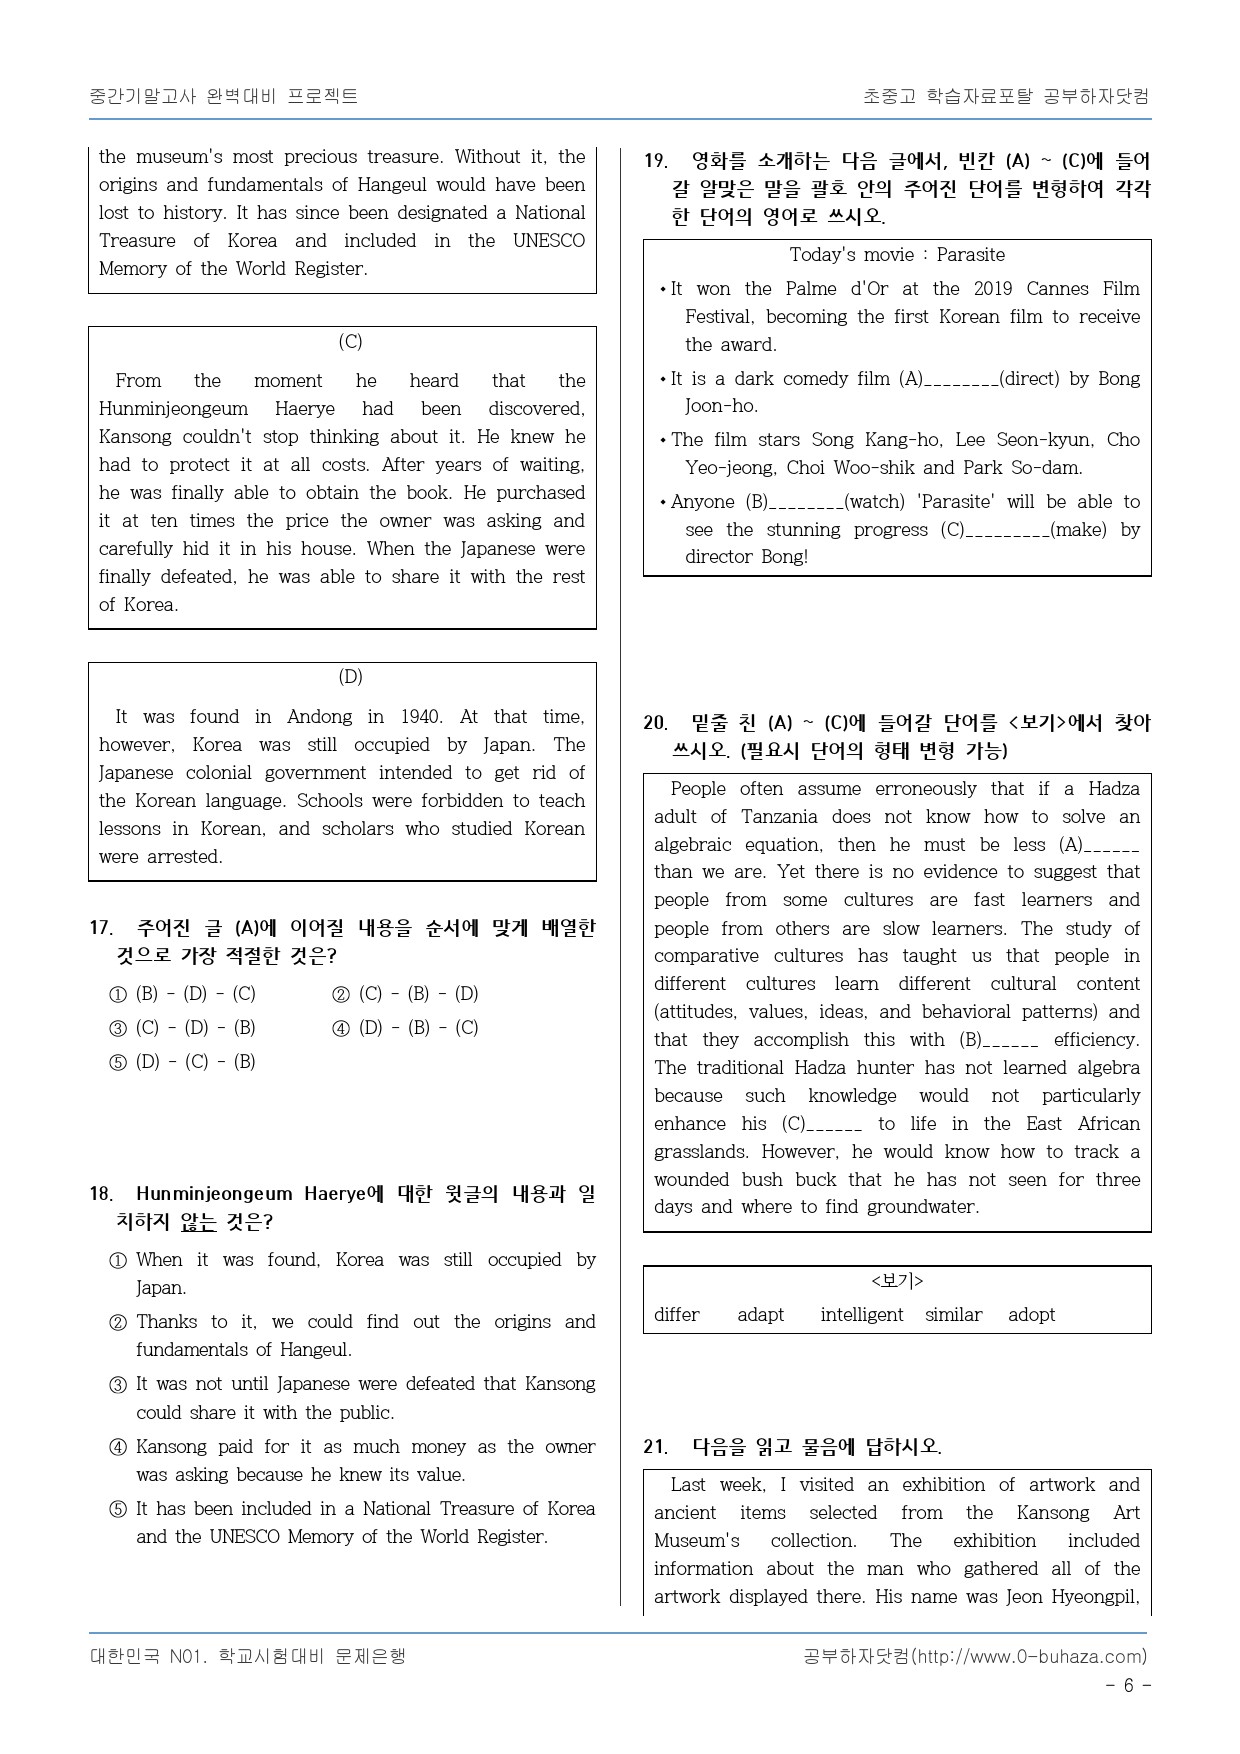 중간기말고사 완벽대비 프로젝트
초중고 학습자료포탈 공부하자닷컴
the museum's most precious treasure. Without it, the
origins and fundamentals of Hangeul would have been
lost to history. It has since been designated a National
Treasure of Korea and included in the UNESCO
Memory of the World Register.
(C)
From the moment he heard that the
Hunminjeongeum Haerye had been discovered,
Kansong couldn't stop thinking about it. He knew he
had to protect it at all costs. After years of waiting,
he was finally able to obtain the book. He purchased
it at ten times the price the owner was asking and
carefully hid it in his house. When the Japanese were
finally defeated, he was able to share it with the rest
of Korea.
(D)
It was found in Andong in 1940. At that time,
however, Korea was still occupied by Japan. The
Japanese colonial government intended to get rid of
the Korean language. Schools were forbidden to teach
lessons in Korean, and scholars who studied Korean
were arrested.
17. 주어진 글 (A)에 이어질 내용을 순서에 맞게 배열한
것으로 가장 적절한 것은?
① (B) - (D) - (C) ② (C) - (B) - (D)
③ (C) - (D) - (B) ④ (D) - (B) - (C)
⑤ (D) - (C) - (B)
18. Hunminjeongeum Haerye에 대한 윗글의 내용과 일
치하지 않는 것은?
① When it was found, Korea was still occupied by
Japan.
② Thanks to it, we could find out the origins and
fundamentals of Hangeul.
③ It was not until Japanese were defeated that Kansong
could share it with the public.
④ Kansong paid for it as much money as the owner
was asking because he knew its value.
⑤ It has been included in a National Treasure of Korea
and the UNESCO Memory of the World Register.
19. 영화를 소개하는 다음 글에서, 빈칸 (A) ~ (C)에 들어
갈 알맞은 말을 괄호 안의 주어진 단어를 변형하여 각각
한 단어의 영어로 쓰시오.
Today's movie : Parasite
•It won the Palme d'Or at the 2019 Cannes Film
Festival, becoming the first Korean film to receive
the award.
•It is a dark comedy film (A)________(direct) by Bong
Joon-ho.
•The film stars Song Kang-ho, Lee Seon-kyun, Cho
Yeo-jeong, Choi Woo-shik and Park So-dam.
•Anyone (B)________(watch) 'Parasite' will be able to
see the stunning progress (C)_________(make) by
director Bong!
20. 밑줄 친 (A) ~ (C)에 들어갈 단어를 <보기>에서 찾아
쓰시오. (필요시 단어의 형태 변형 가능)
People often assume erroneously that if a Hadza
adult of Tanzania does not know how to solve an
algebraic equation, then he must be less (A)______
than we are. Yet there is no evidence to suggest that
people from some cultures are fast learners and
people from others are slow learners. The study of
comparative cultures has taught us that people in
different cultures learn different cultural content
(attitudes, values, ideas, and behavioral patterns) and
that they accomplish this with (B)______ efficiency.
The traditional Hadza hunter has not learned algebra
because such knowledge would not particularly
enhance his (C)______ to life in the East African
grasslands. However, he would know how to track a
wounded bush buck that he has not seen for three
days and where to find groundwater.
<보기>
differ adapt intelligent similar adopt
21. 다음을 읽고 물음에 답하시오.
Last week, I visited an exhibition of artwork and
ancient items selected from the Kansong Art
Museum's collection. The exhibition included
information about the man who gathered all of the
artwork displayed there. His name was Jeon Hyeongpil,
대한민국 N01. 학교시험대비 문제은행
공부하자닷컴(http://www.0-buhaza.com)
- 6 -